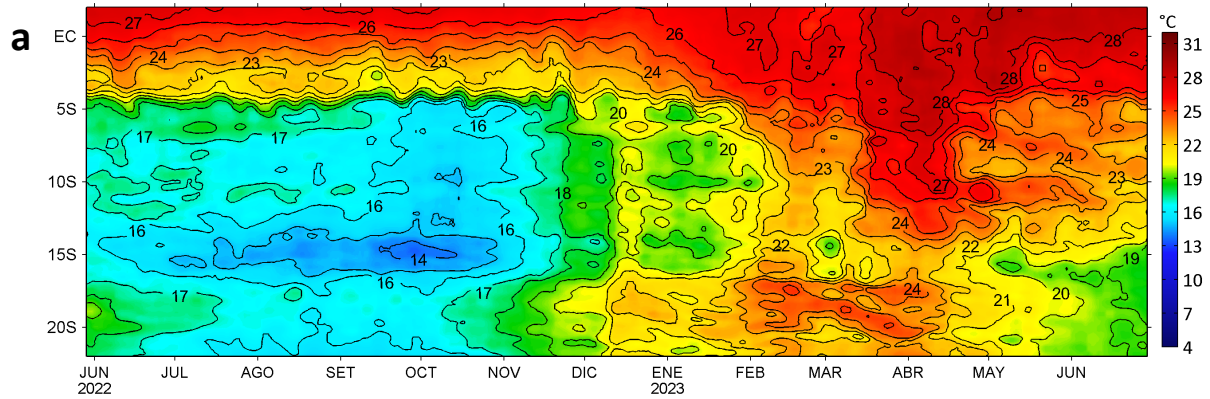 a
°C
EC
5S
10S
15S
20S
27 26 26 27 27 28
24 23 23 24 28
28 25
20
17 17 16 20 24 24
23 23
18 27
16 16 16 24 22 22
14 19
17 16 17 24 21 20
31
28
25
22
19
16
13
10
7
4
JUN JUL AGO SET OCT NOV DIC ENE FEB MAR ABR MAY JUN
2022 2023